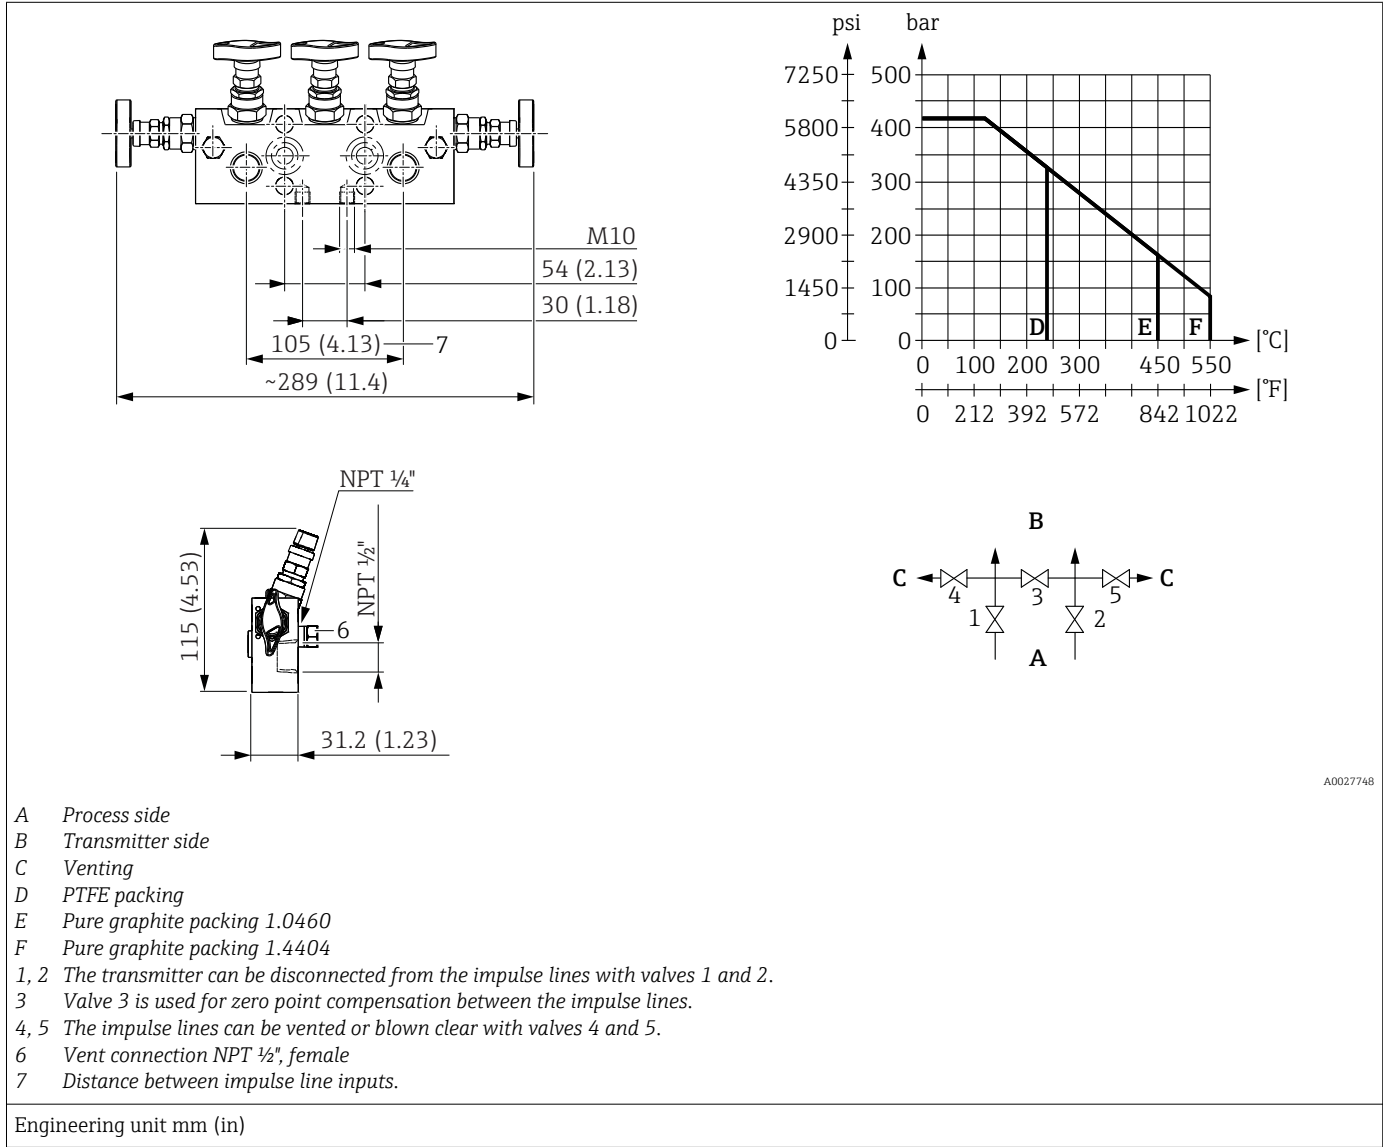 M10
54 (2.13)
30 (1.18)
105 (4.13) 7
~289 (11.4)
psi bar
7250 500
5800 400
4350 300
2900 200
1450 100
0 0
D E F
[°C]
0 100 200 300 450 550
[°F]
0 212 392 572 842 1022
NPT ¼"
NPT ½"
115 (4.53)
6
31.2 (1.23)
B
C C
4 3 5
1 2
A
A0027748
A Process side
B Transmitter side
C Venting
D PTFE packing
E Pure graphite packing 1.0460
F Pure graphite packing 1.4404
1, 2 The transmitter can be disconnected from the impulse lines with valves 1 and 2.
3 Valve 3 is used for zero point compensation between the impulse lines.
4, 5 The impulse lines can be vented or blown clear with valves 4 and 5.
6 Vent connection NPT ½", female
7 Distance between impulse line inputs.
Engineering unit mm (in)